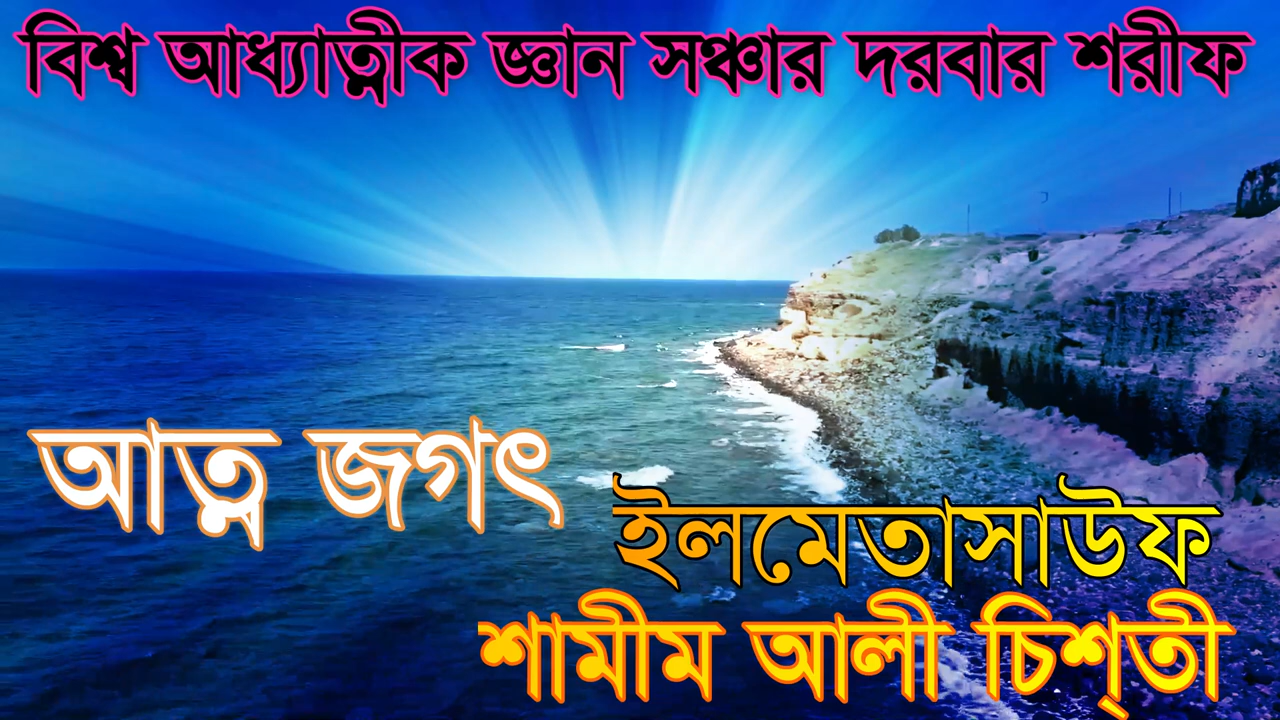 বিশ্ব আধ্যাত্নীক জ্ঞান সঞ্চার দরবার শরীফ
আত্ন জগৎ
ইলমেতাসাউফ
শামীম আলী চিশ্‌তী